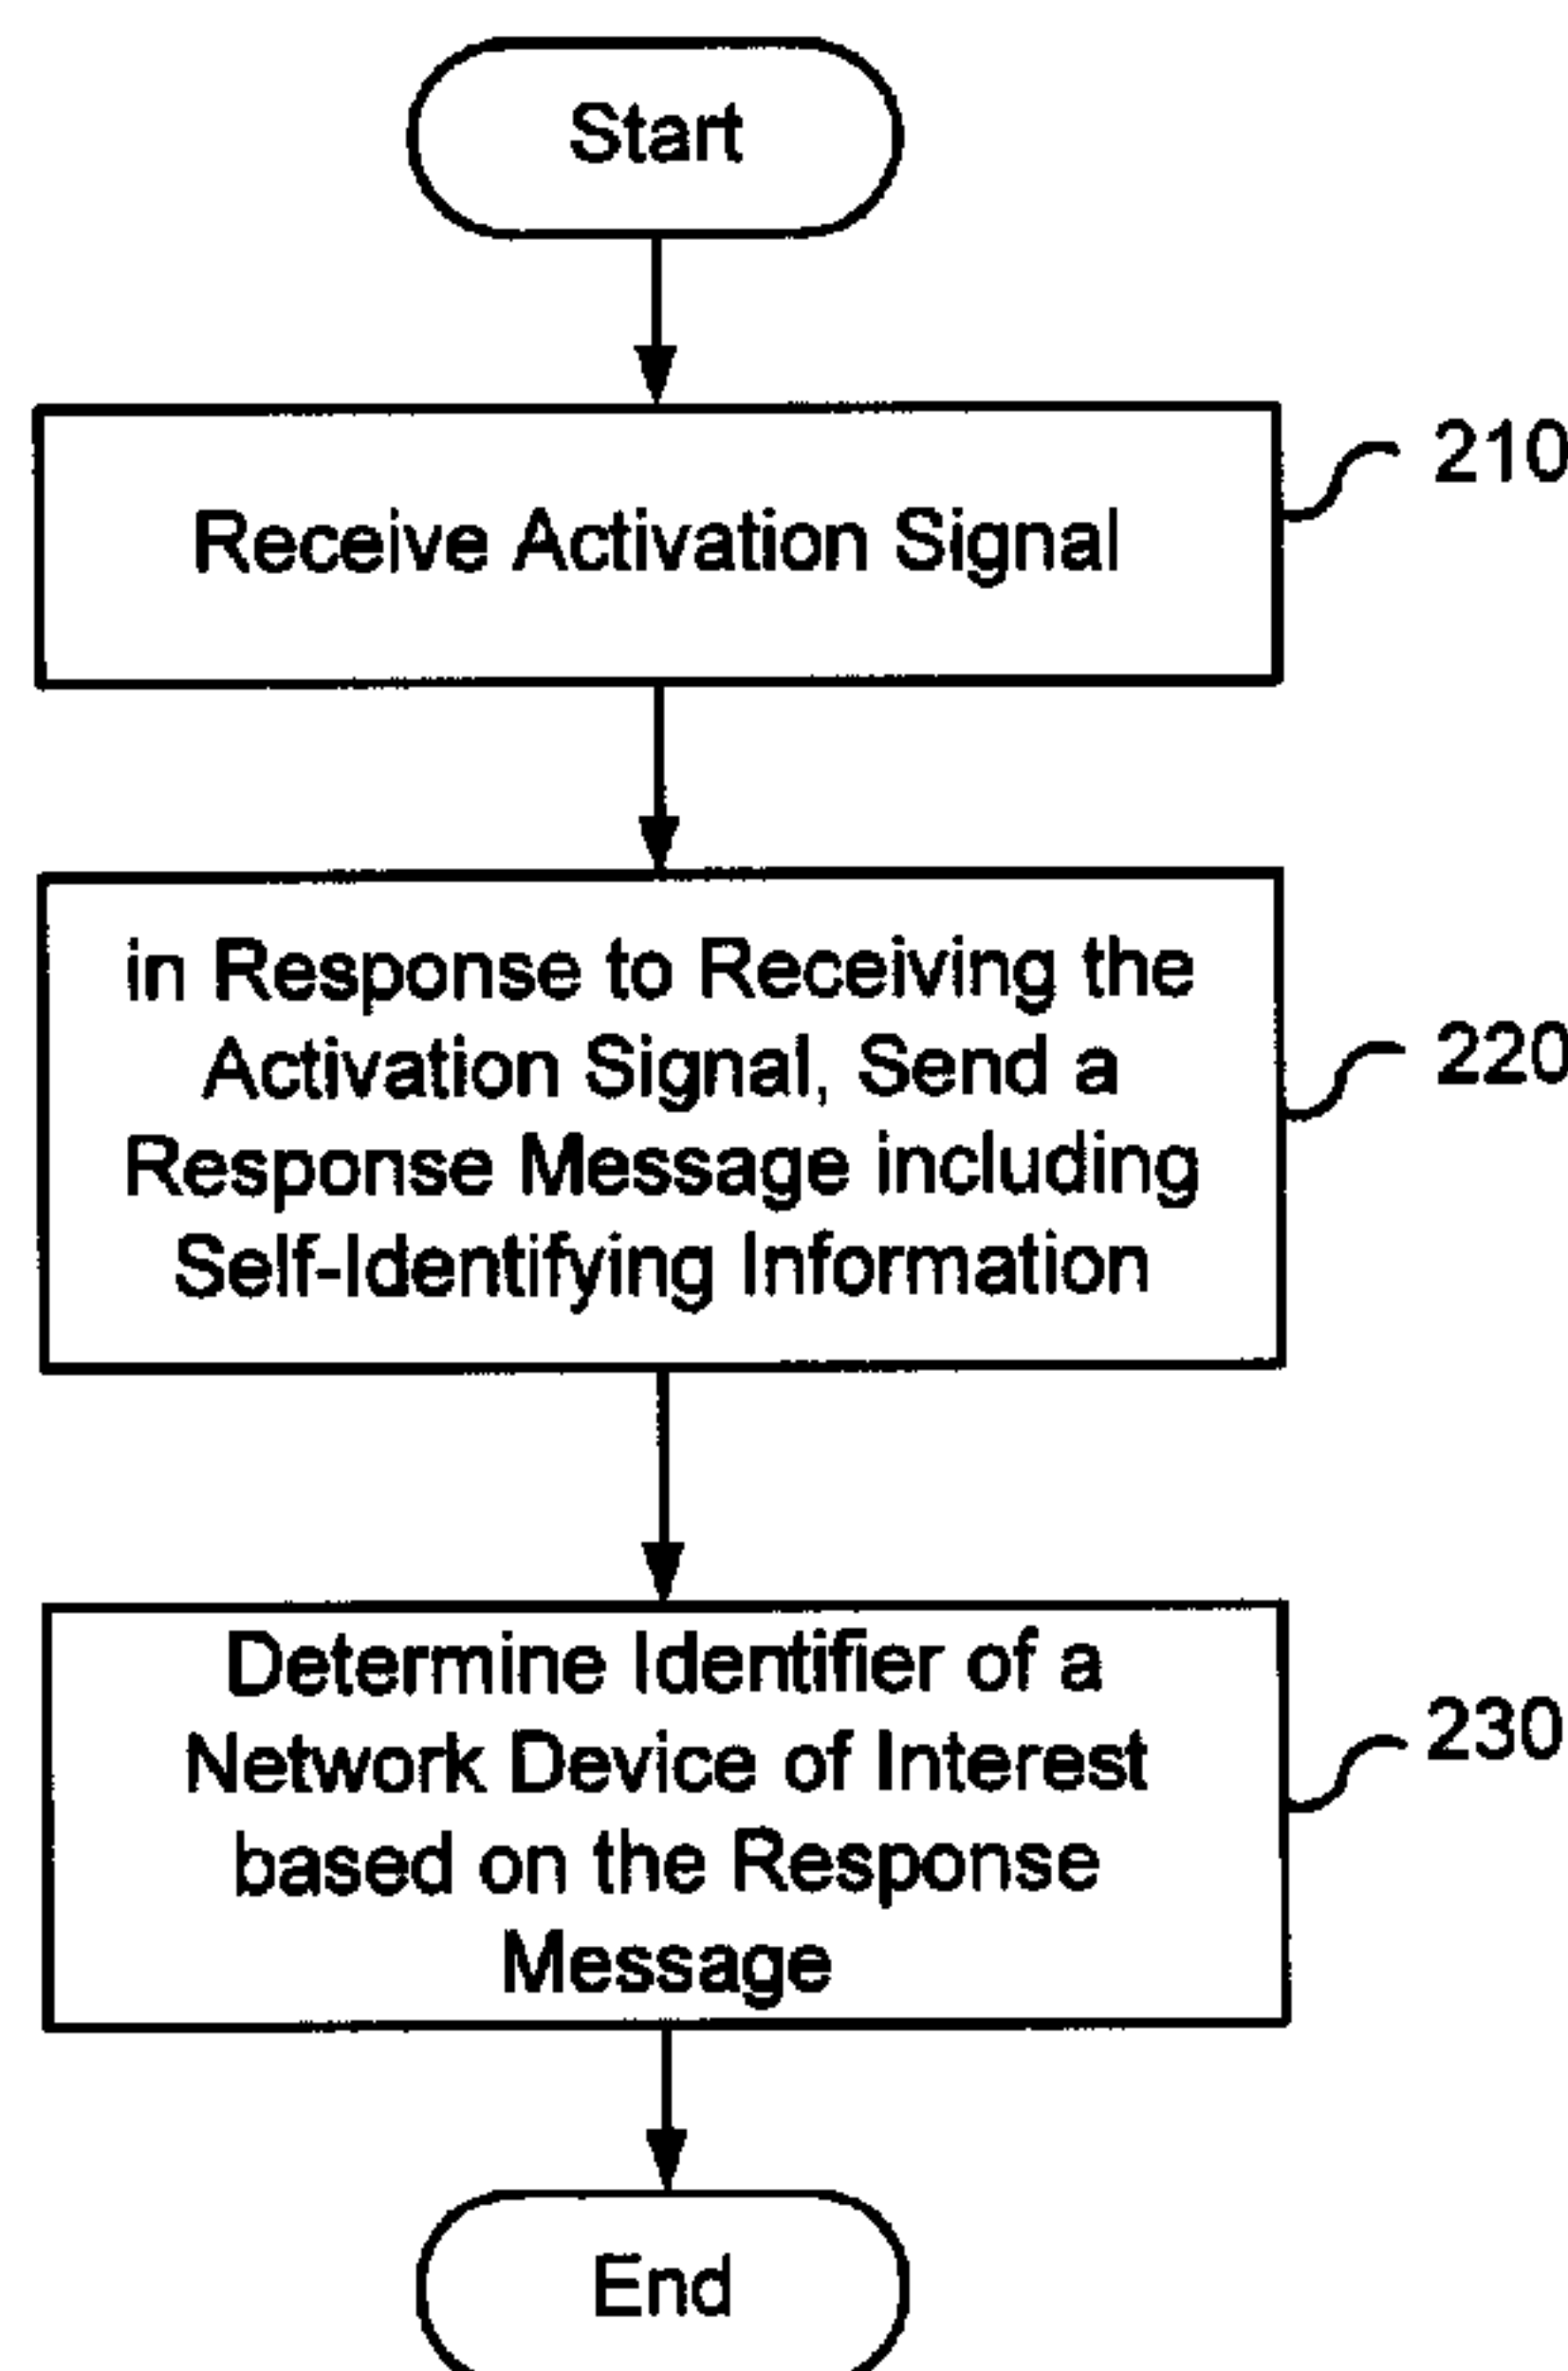 Start
210
Receive Activation Signal
in Response to Receiving the
Activation Signal, Send a
Response Message including
Self-Identifying Information
220
Determine Identifier of a
Network Device of Interest
based on the Response
Message
230
End